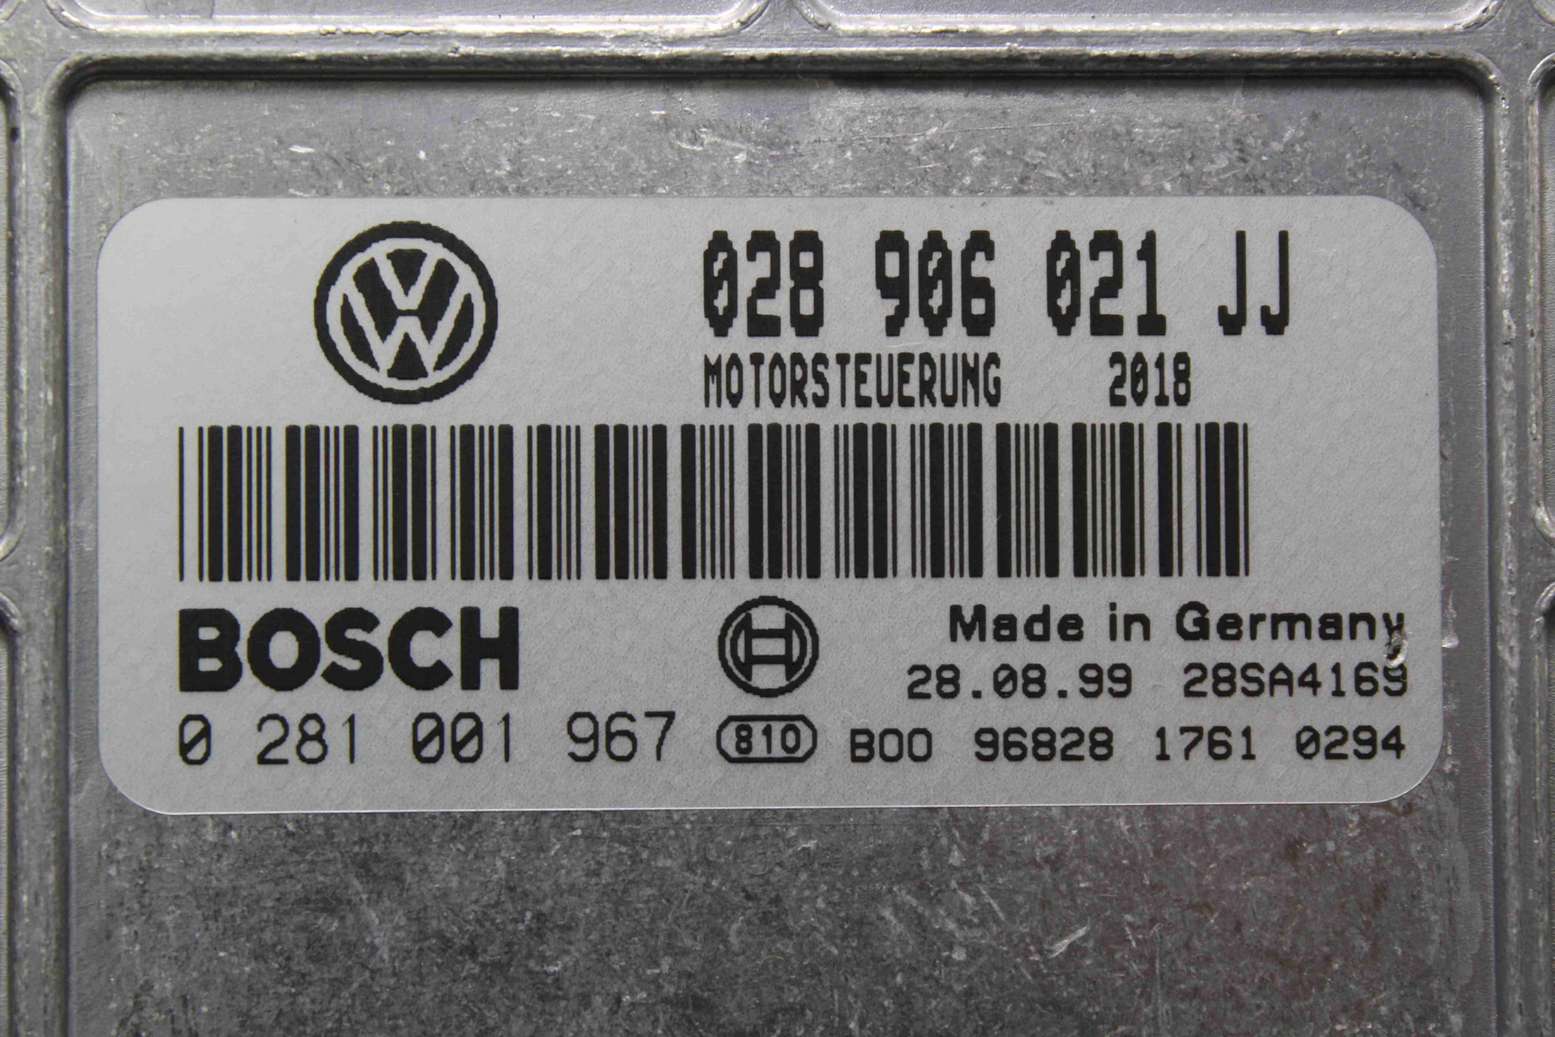 028 906 021 JJ
MOTORSTEUERUNG 2018
BOSCH
Made in Germany
28.08.99 28SA4169
0 281 001 967 810 B00 96828 1761 0294